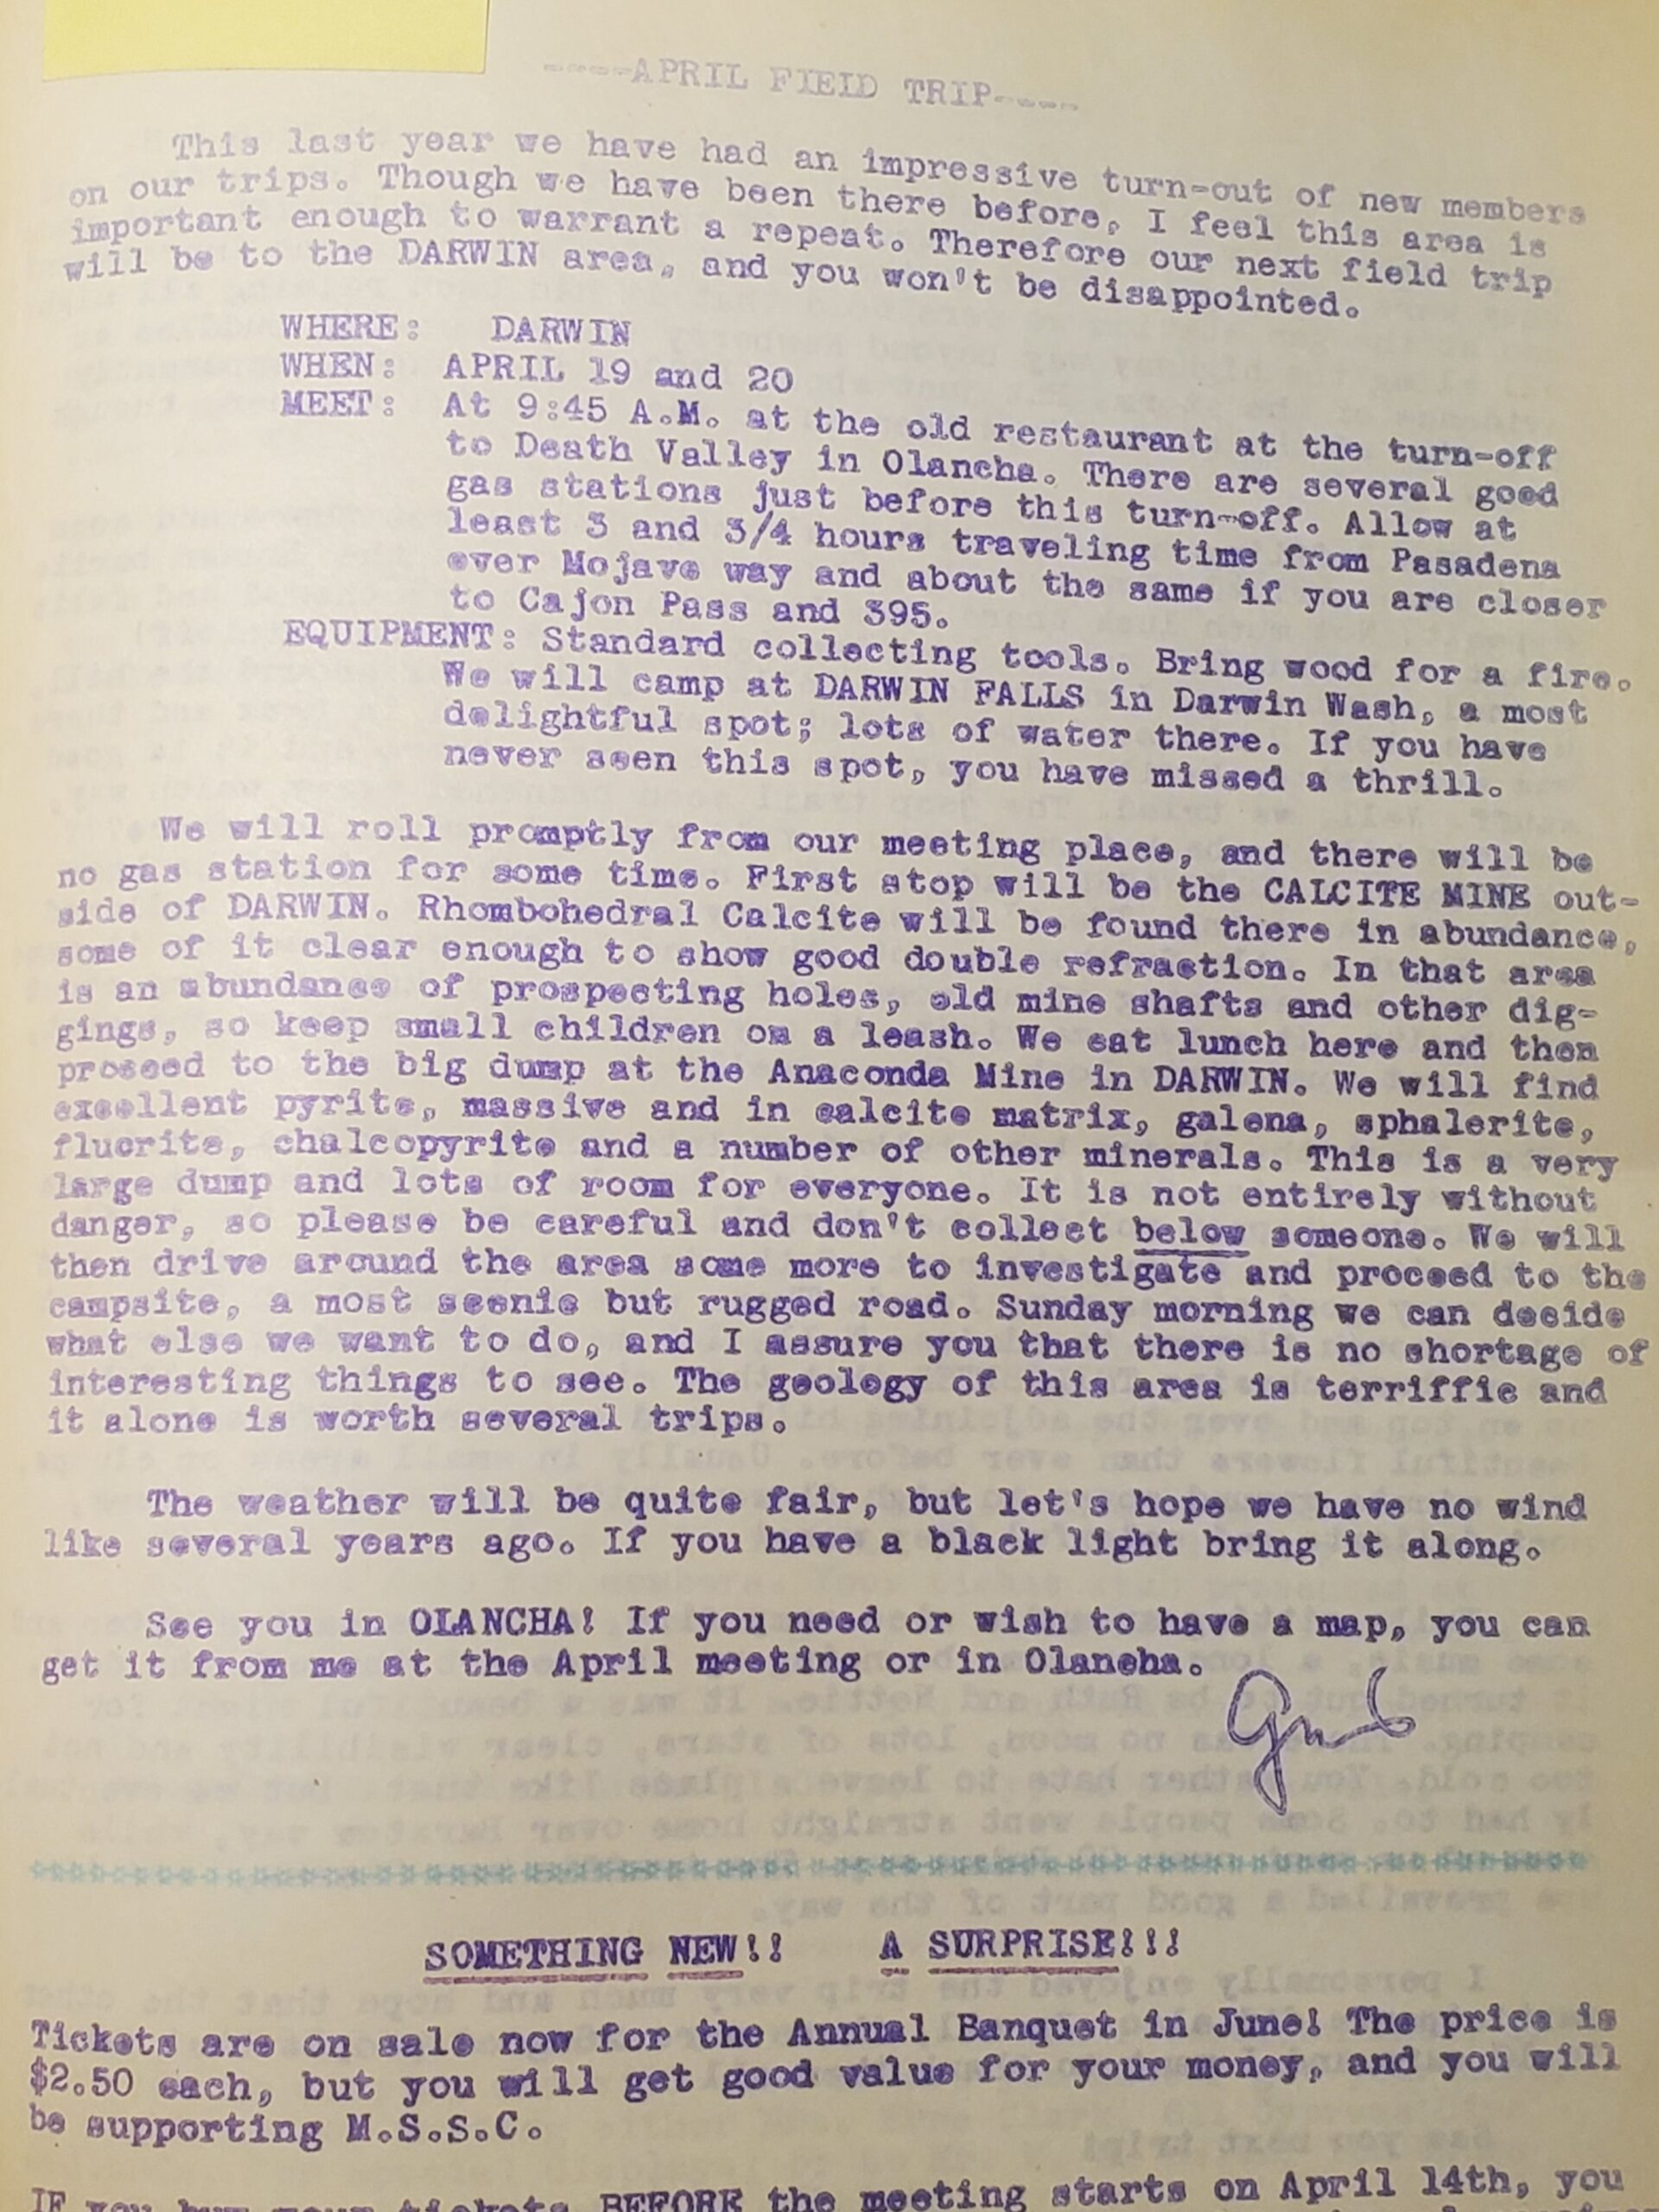 -----APRIL FIELD TRIP-----
This last year we have had an impressive turn-out of new members
on our trips. Though we have been there before, I feel this area is
important enough to warrant a repeat. Therefore our next field trip
will be to the DARWIN area, and you won't be disappointed.
WHERE: DARWIN
WHEN: APRIL 19 and 20
MEET: At 9:45 A.M. at the old restaurant at the turn-off
to Death Valley in Olancha. There are several good
gas stations just before this turn-off. Allow at
least 3 and 3/4 hours traveling time from Pasadena
over Mojave way and about the same if you are closer
to Cajon Pass and 395.
EQUIPMENT: Standard collecting tools. Bring wood for a fire.
We will camp at DARWIN FALLS in Darwin Wash, a most
delightful spot; lots of water there. If you have
never seen this spot, you have missed a thrill.
We will roll promptly from our meeting place, and there will be
no gas station for some time. First stop will be the CALCITE MINE out-
side of DARWIN. Rhombohedral Calcite will be found there in abundance,
some of it clear enough to show good double refraction. In that area
is an abundance of prospecting holes, old mine shafts and other dig-
gings, so keep small children on a leash. We eat lunch here and then
proceed to the big dump at the Anaconda Mine in DARWIN. We will find
excellent pyrite, massive and in calcite matrix, galena, sphalerite,
fluorite, chalcopyrite and a number of other minerals. This is a very
large dump and lots of room for everyone. It is not entirely without
danger, so please be careful and don't collect below someone. We will
then drive around the area some more to investigate and proceed to the
campsite, a most scenic but rugged road. Sunday morning we can decide
what else we want to do, and I assure you that there is no shortage of
interesting things to see. The geology of this area is terriffic and
it alone is worth several trips.
The weather will be quite fair, but let's hope we have no wind
like several years ago. If you have a black light bring it along.
See you in OLANCHA! If you need or wish to have a map, you can
get it from me at the April meeting or in Olancha.
SOMETHING NEW!! A SURPRISE!!!
Tickets are on sale now for the Annual Banquet in June! The price is
$2.50 each, but you will get good value for your money, and you will
be supporting M.S.S.C.
IF you buy your tickets BEFORE the meeting starts on April 14th, you